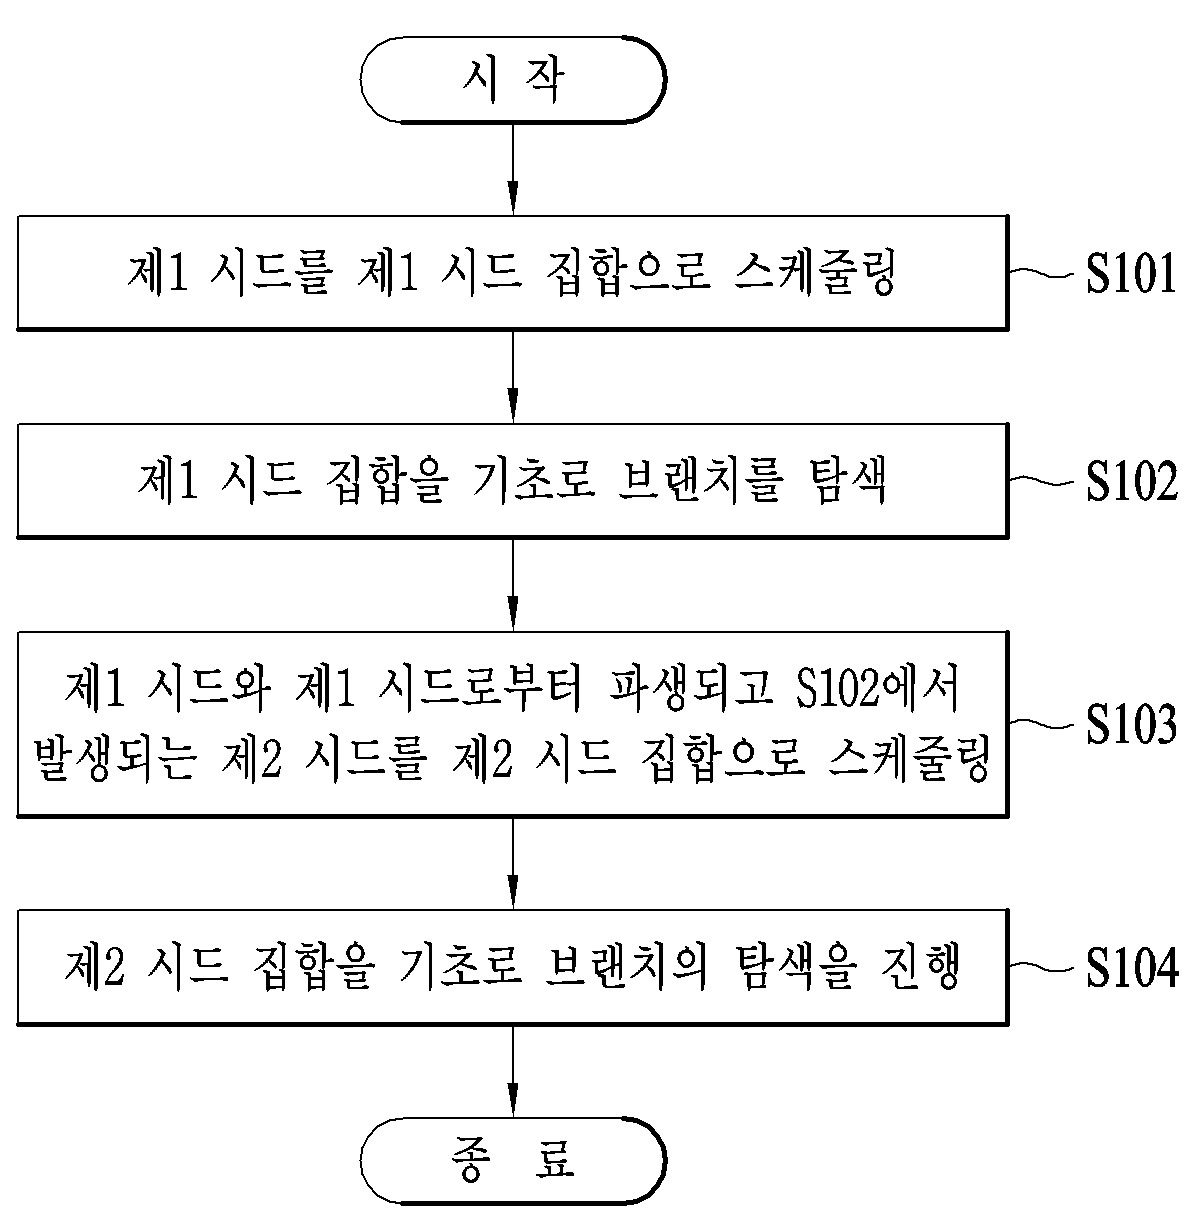 시 작
제1 시드를 제1 시드 집합으로 스케줄링
S101
제1 시드 집합을 기초로 브랜치를 탐색
S102
제1 시드와 제1 시드로부터 파생되고 S102에서
발생되는 제2 시드를 제2 시드 집합으로 스케줄링
S103
제2 시드 집합을 기초로 브랜치의 탐색을 진행
S104
종 료